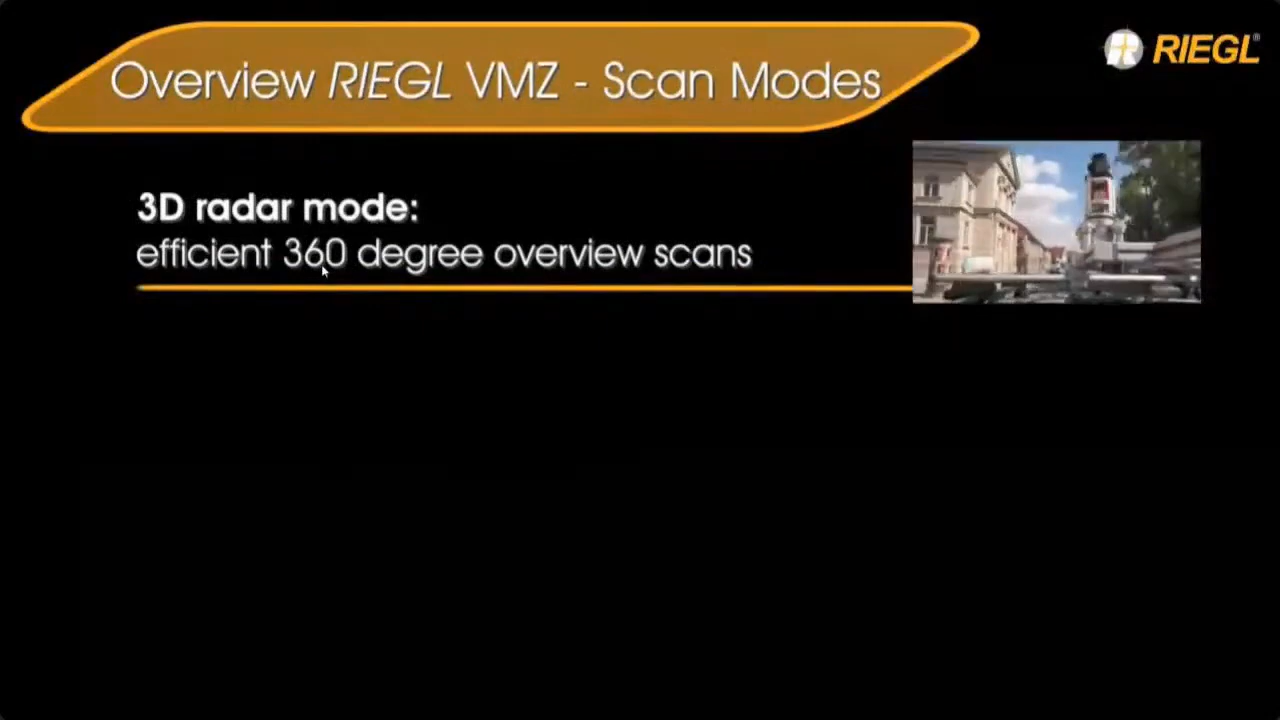 Overview RIEGL VMZ - Scan Modes
RIEGL®
3D radar mode:
efficient 360 degree overview scans